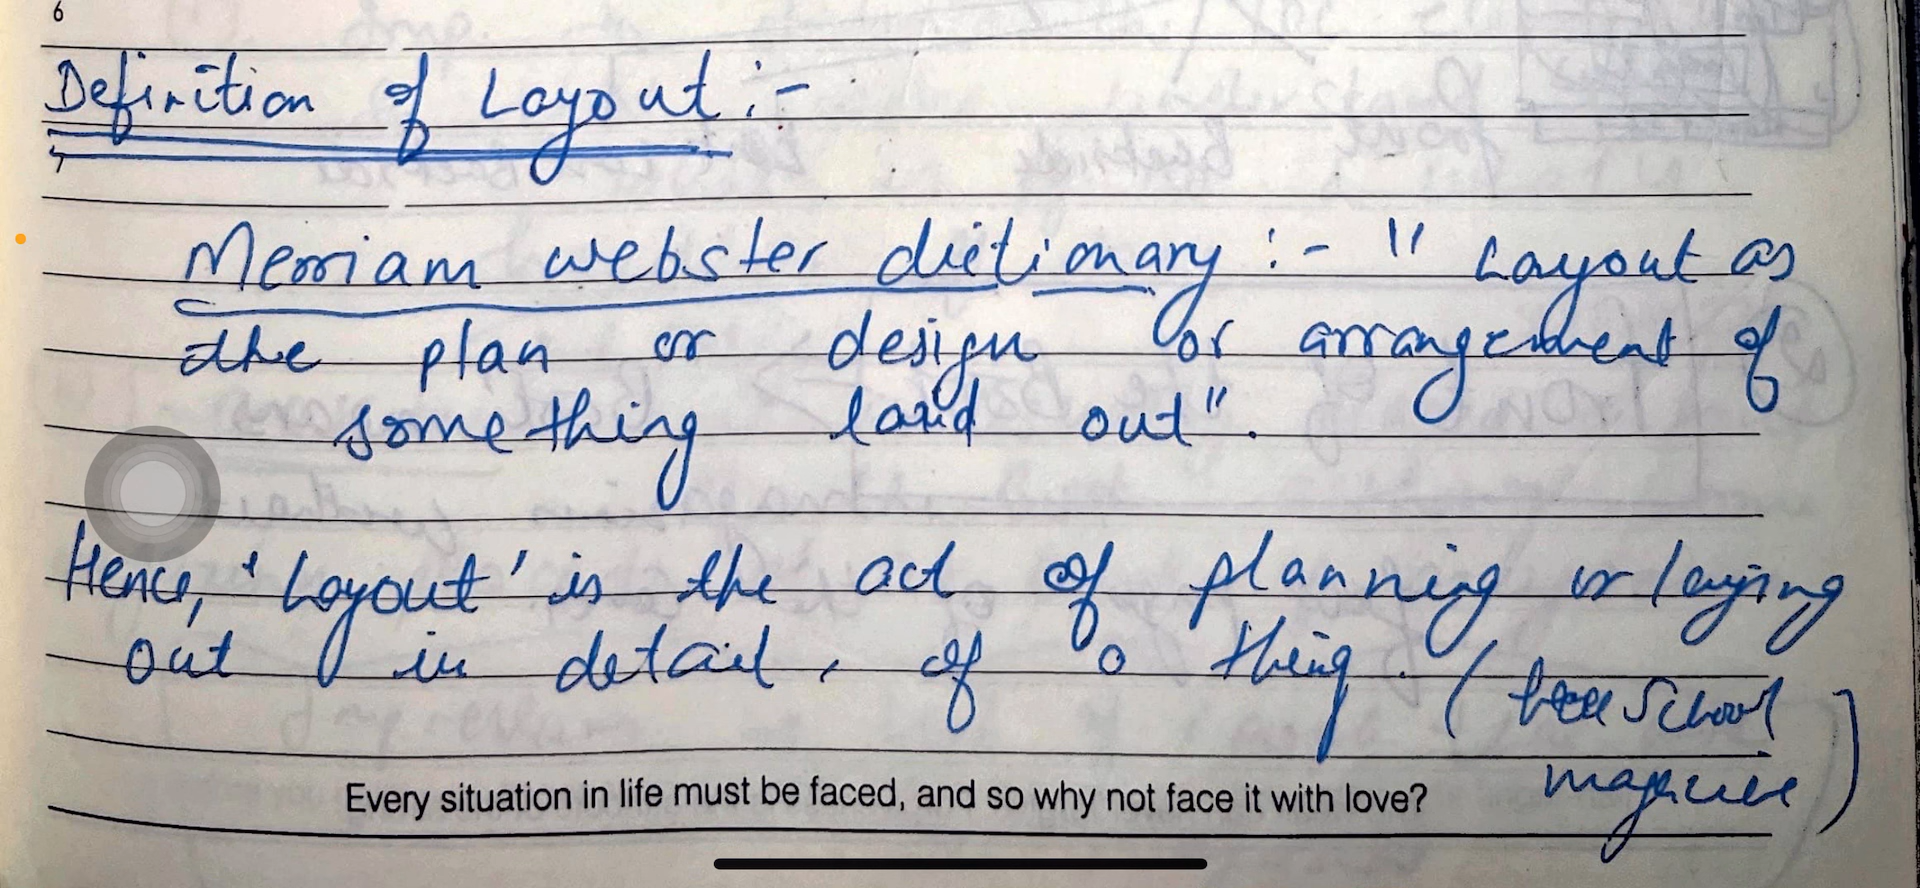 6
Definition of Layout :-
Merriam webster dictionary :- " Layout as
the plan or design or arrangement of
something laid out".
Hence, 'Layout' is the act of planning or laying
out in detail, of a thing. ( School
magazine )
Every situation in life must be faced, and so why not face it with love?